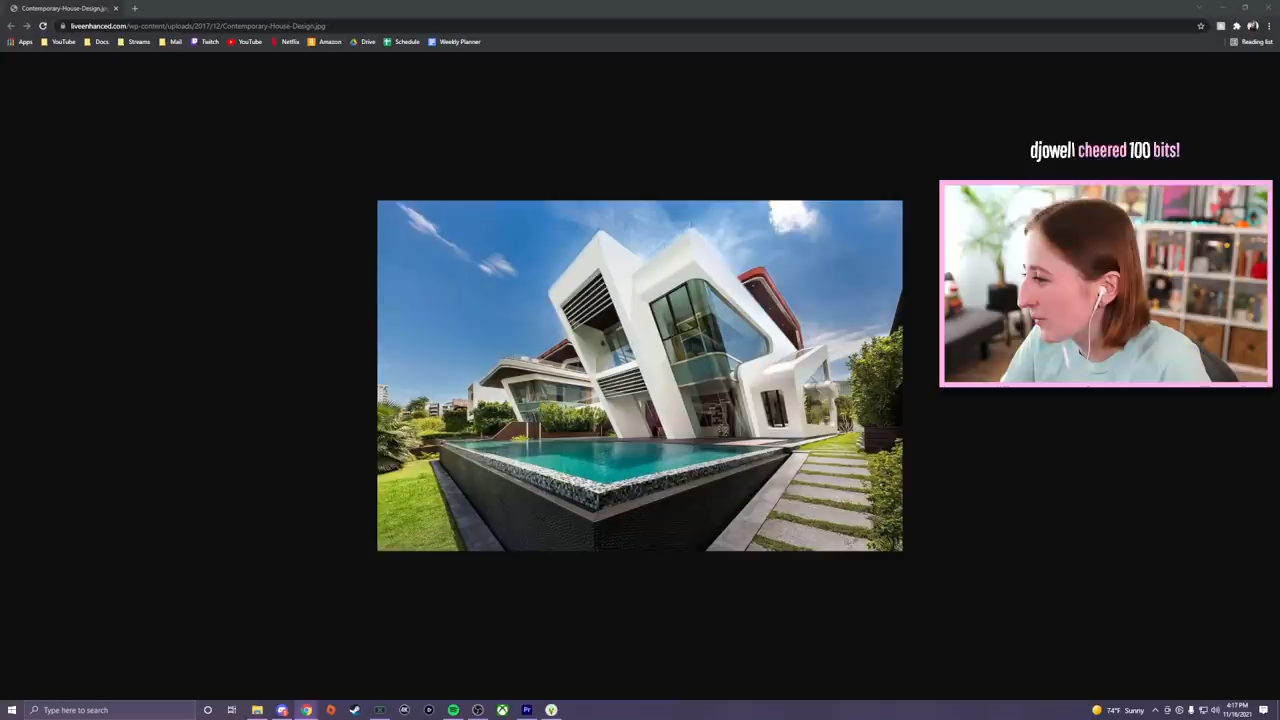 Contemporary-House-Design.jpg
liveenhanced.com/wp-content/uploads/2017/12/Contemporary-House-Design.jpg
Apps YouTube Docs Streams Mail Twitch YouTube Netflix Amazon Drive Schedule Weekly Planner Reading list
djowell cheered 100 bits!
Type here to search
74°F Sunny
4:17 PM
11/16/2021